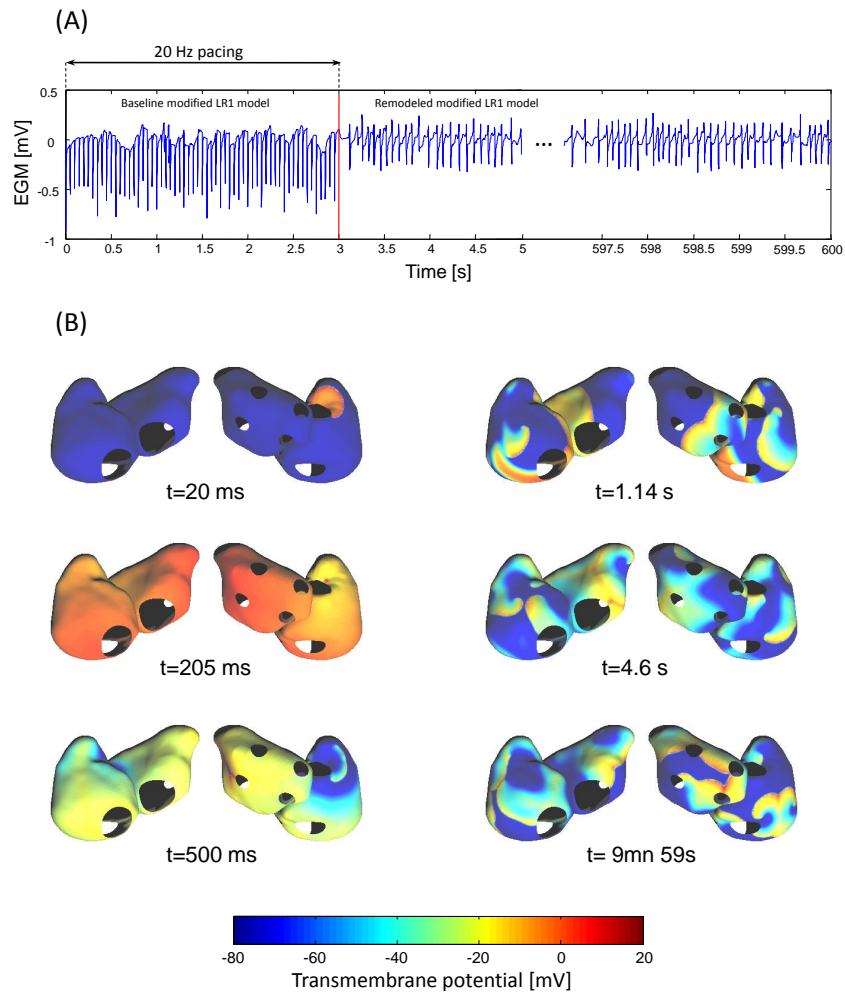 (A)
20 Hz pacing
Baseline modified LR1 model
Remodeled modified LR1 model
0.5
0
-0.5
-1
EGM [mV]
...
0 0.5 1 1.5 2 2.5 3 3.5 4 4.5 5 597.5 598 598.5 599 599.5 600
Time [s]
(B)
t=20 ms
t=1.14 s
t=205 ms
t=4.6 s
t=500 ms
t= 9mn 59s
-80 -60 -40 -20 0 20
Transmembrane potential [mV]